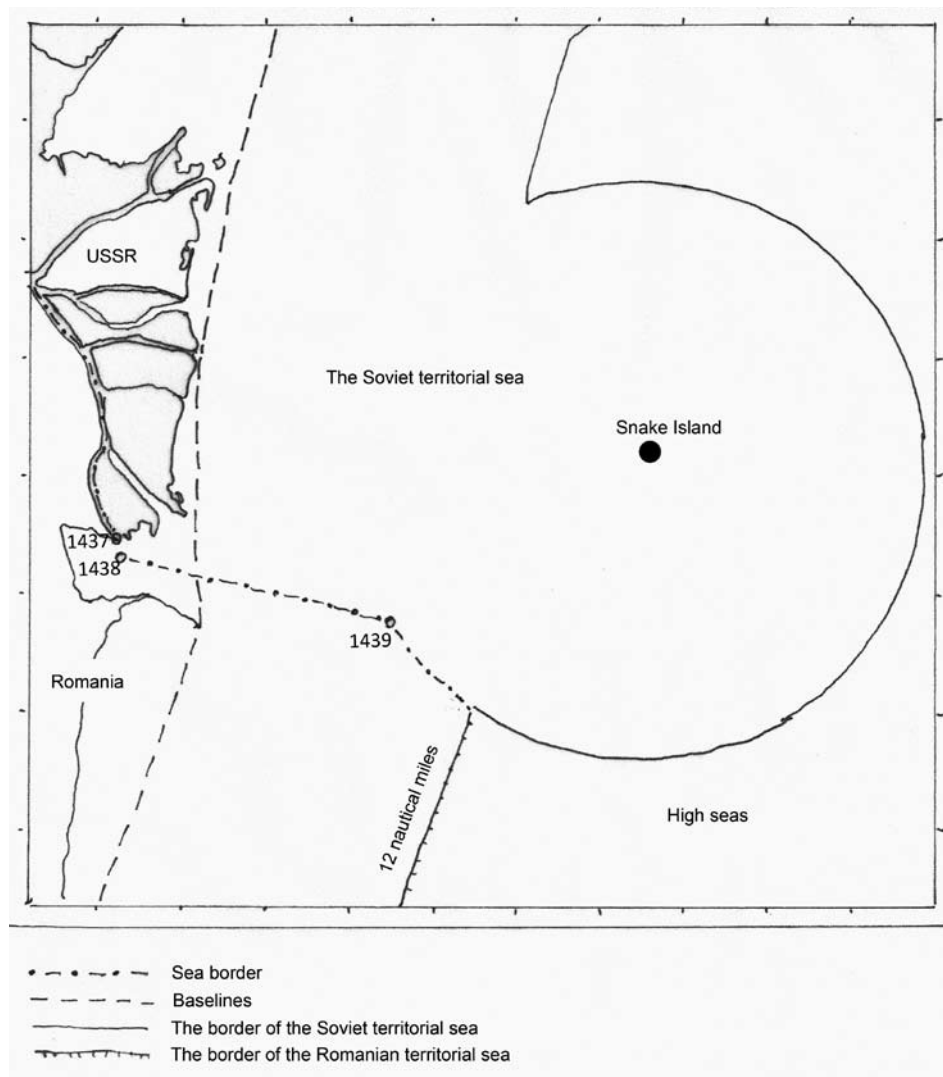 USSR
The Soviet territorial sea
Snake Island
1437
1438
1439
Romania
12 nautical miles
High seas
Sea border
Baselines
The border of the Soviet territorial sea
The border of the Romanian territorial sea